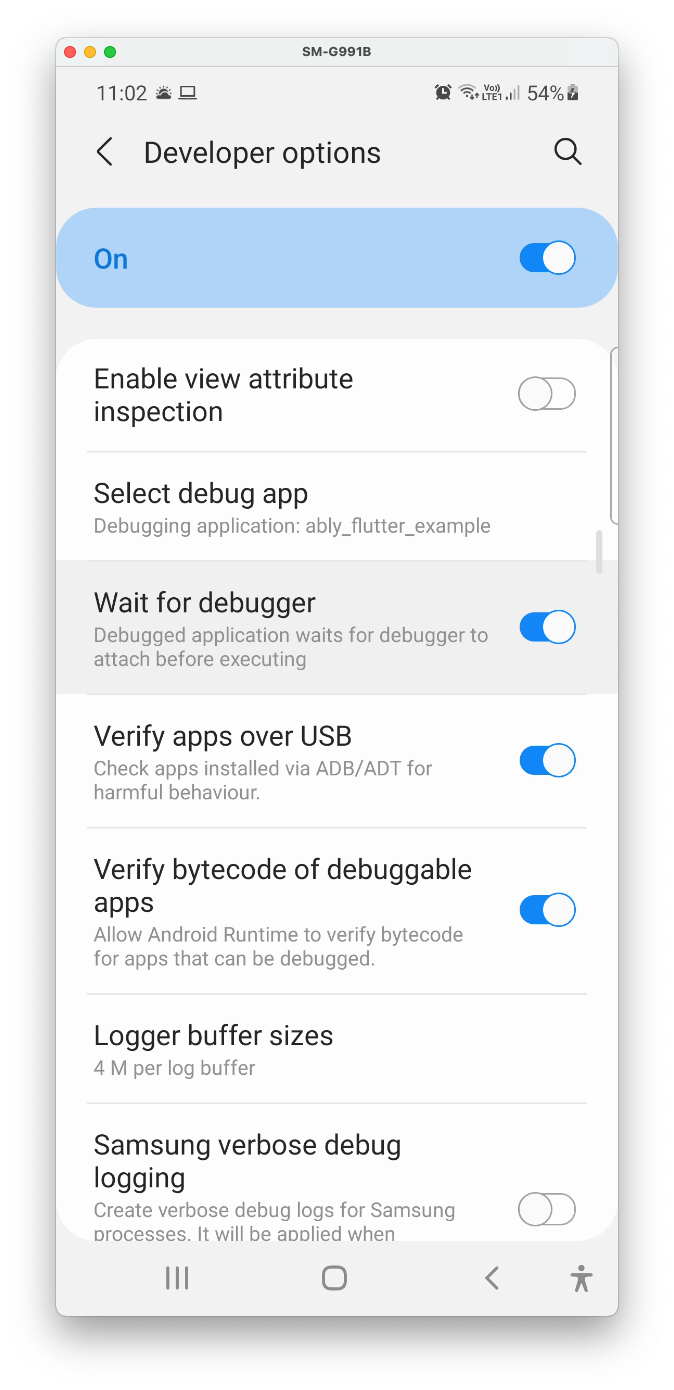 SM-G991B
11:02 54%
Vo))
LTE1
Developer options
On
Enable view attribute
inspection
Select debug app
Debugging application: ably_flutter_example
Wait for debugger
Debugged application waits for debugger to
attach before executing
Verify apps over USB
Check apps installed via ADB/ADT for
harmful behaviour.
Verify bytecode of debuggable
apps
Allow Android Runtime to verify bytecode
for apps that can be debugged.
Logger buffer sizes
4 M per log buffer
Samsung verbose debug
logging
Create verbose debug logs for Samsung
processes. It will be applied when